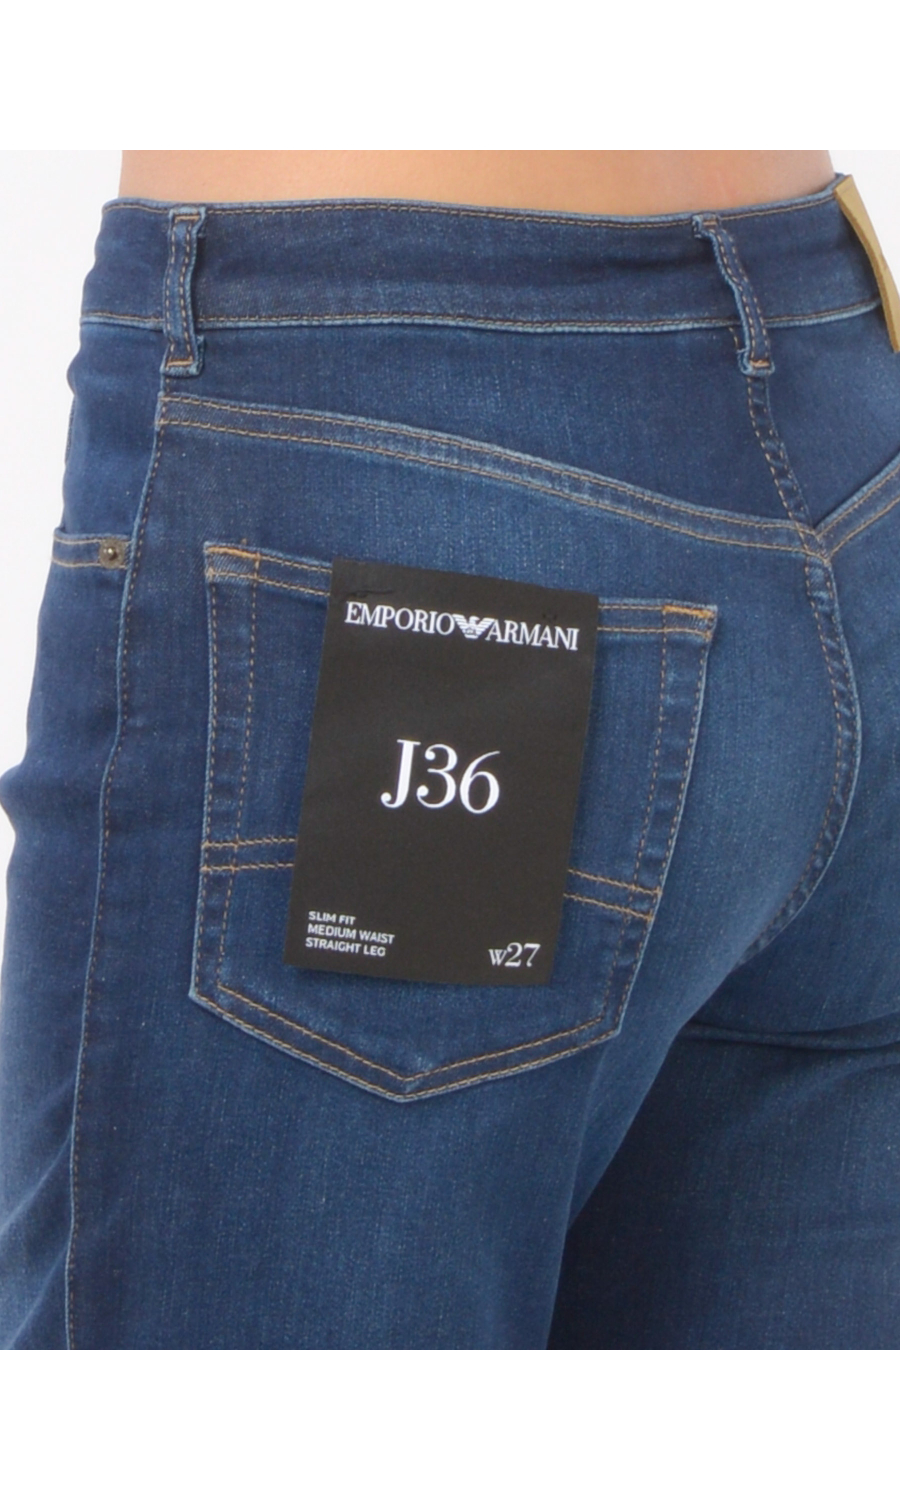 EMPORIO ARMANI
J36
SLIM FIT
MEDIUM WAIST
STRAIGHT LEG
w27